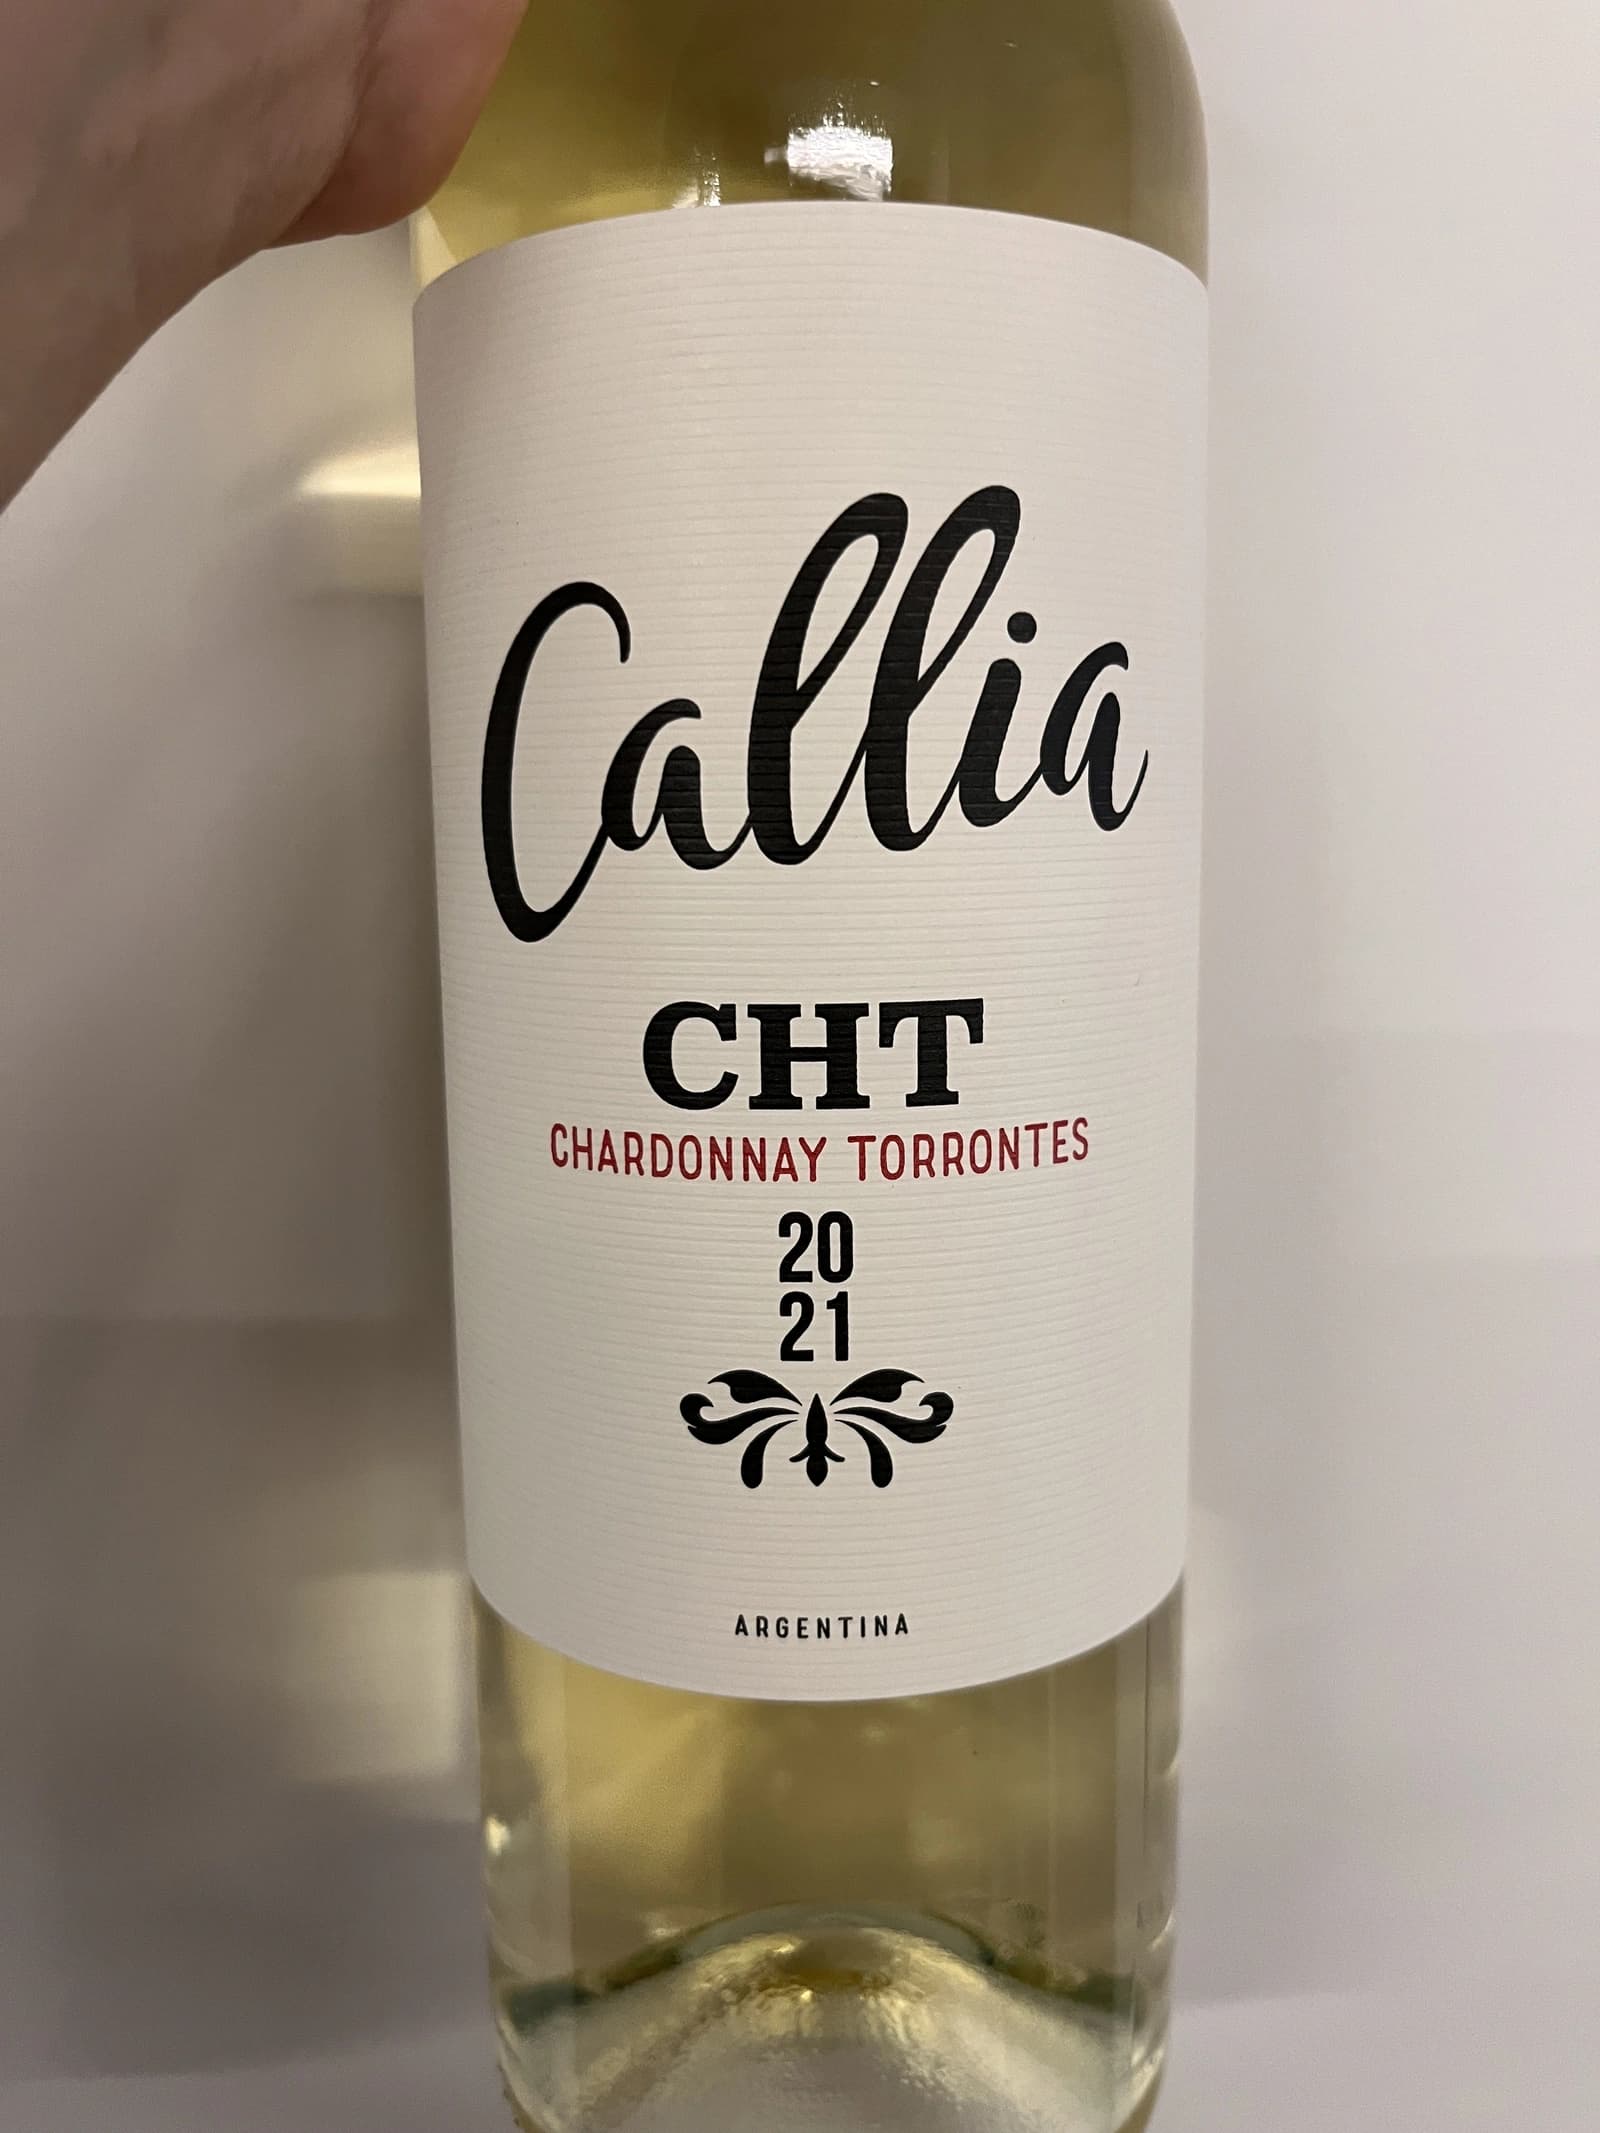 Callia
CHT
CHARDONNAY TORRONTES
20
21
ARGENTINA